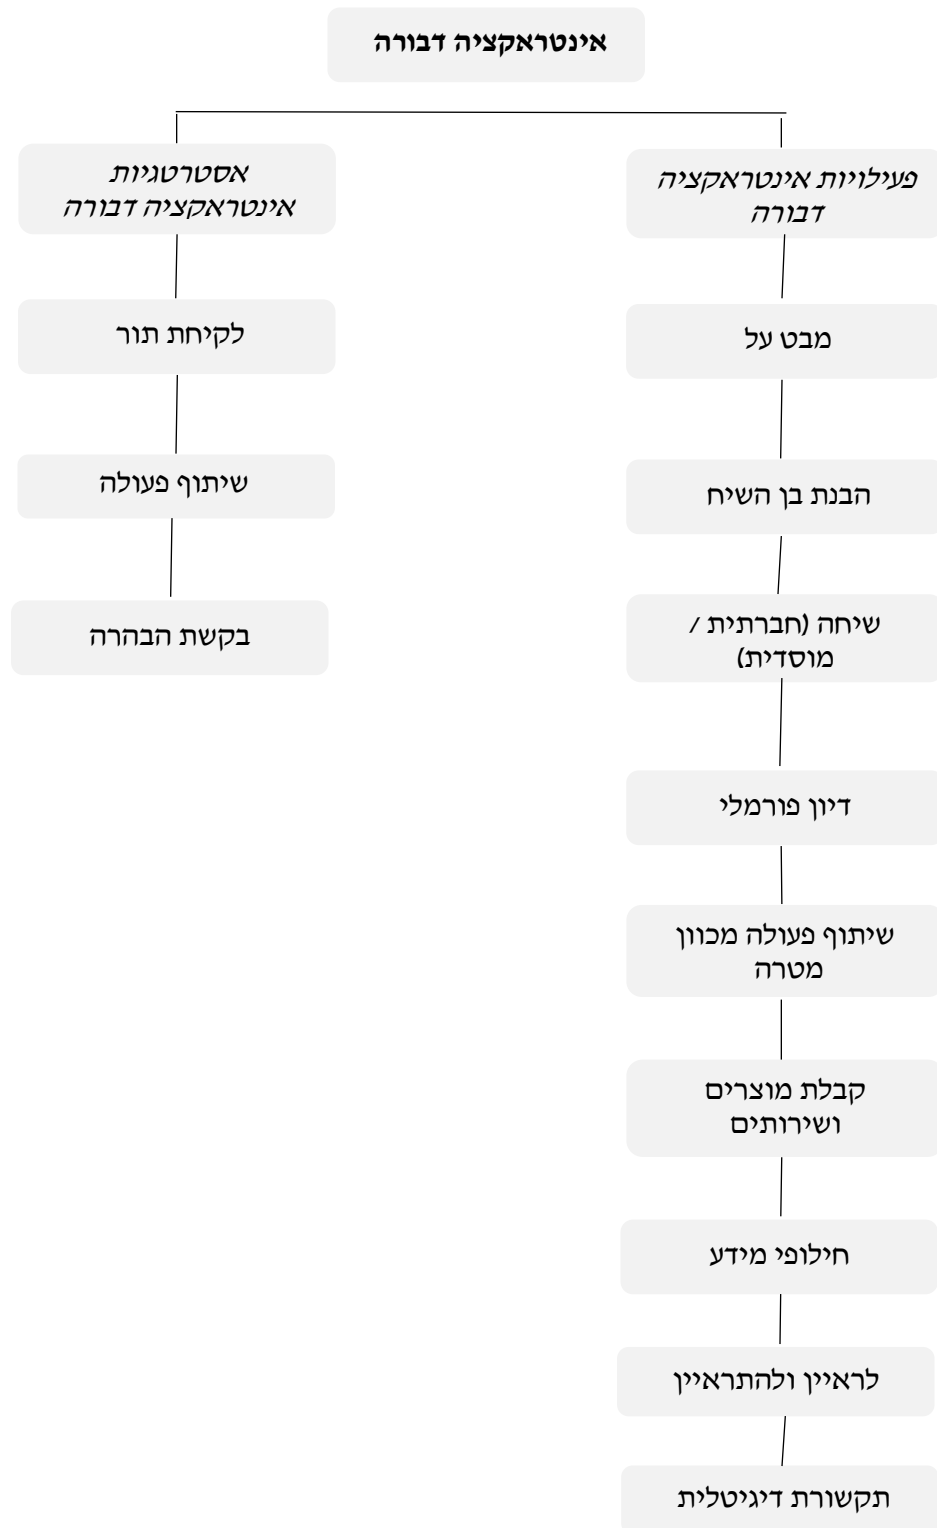 אינטראקציה דבורה
פעילויות אינטראקציה
דבורה
מבט על
הבנת בן השיח
שיחה (חברתית /
מוסדית)
דיון פורמלי
שיתוף פעולה מכוון
מטרה
קבלת מוצרים
ושירותים
חילופי מידע
לראיין ולהתראיין
תקשורת דיגיטלית
אסטרטגיות
אינטראקציה דבורה
לקיחת תור
שיתוף פעולה
בקשת הבהרה